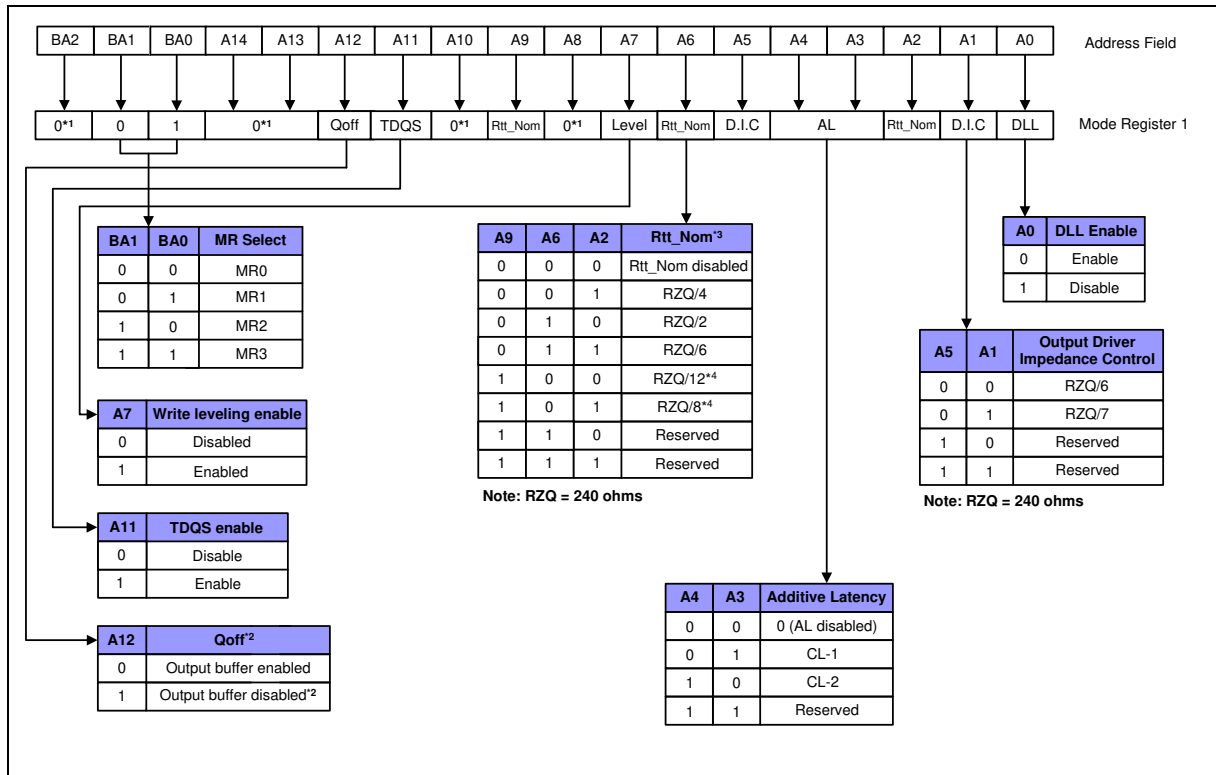 BA2 BA1 BA0 A14 A13 A12 A11 A10 A9 A8 A7 A6 A5 A4 A3 A2 A1 A0 Address Field
0*1 0 1 0*1 Qoff TDQS 0*1 Rtt_Nom 0*1 Level Rtt_Nom D.I.C AL Rtt_Nom D.I.C DLL Mode Register 1
BA1 BA0 MR Select
0 0 MR0
0 1 MR1
1 0 MR2
1 1 MR3
A7 Write leveling enable
0 Disabled
1 Enabled
A11 TDQS enable
0 Disable
1 Enable
A12 Qoff*2
0 Output buffer enabled
1 Output buffer disabled*2
A9 A6 A2 Rtt_Nom*3
0 0 0 Rtt_Nom disabled
0 0 1 RZQ/4
0 1 0 RZQ/2
0 1 1 RZQ/6
1 0 0 RZQ/12*4
1 0 1 RZQ/8*4
1 1 0 Reserved
1 1 1 Reserved
Note: RZQ = 240 ohms
A4 A3 Additive Latency
0 0 0 (AL disabled)
0 1 CL-1
1 0 CL-2
1 1 Reserved
A0 DLL Enable
0 Enable
1 Disable
A5 A1 Output Driver
Impedance Control
0 0 RZQ/6
0 1 RZQ/7
1 0 Reserved
1 1 Reserved
Note: RZQ = 240 ohms